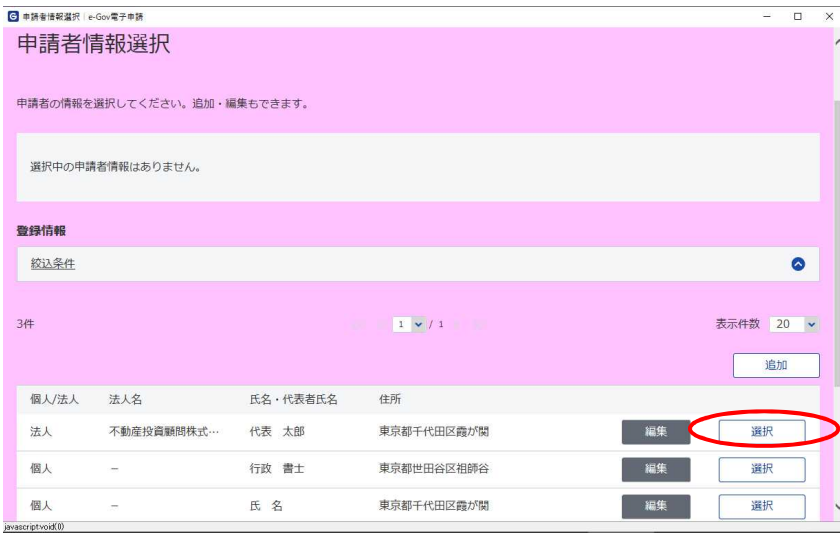 申請者情報選択｜e-Gov電子申請
申請者情報選択
申請者の情報を選択してください。追加・編集もできます。
選択中の申請者情報はありません。
登録情報
絞込条件
3件 1 / 1 表示件数 20
追加
個人/法人 法人名 氏名・代表者氏名 住所
法人 不動産投資顧問株式… 代表 太郎 東京都千代田区霞が関 編集 選択
個人 － 行政 書士 東京都世田谷区祖師谷 編集 選択
個人 － 氏 名 東京都千代田区霞が関 編集 選択
javascript:void(0)